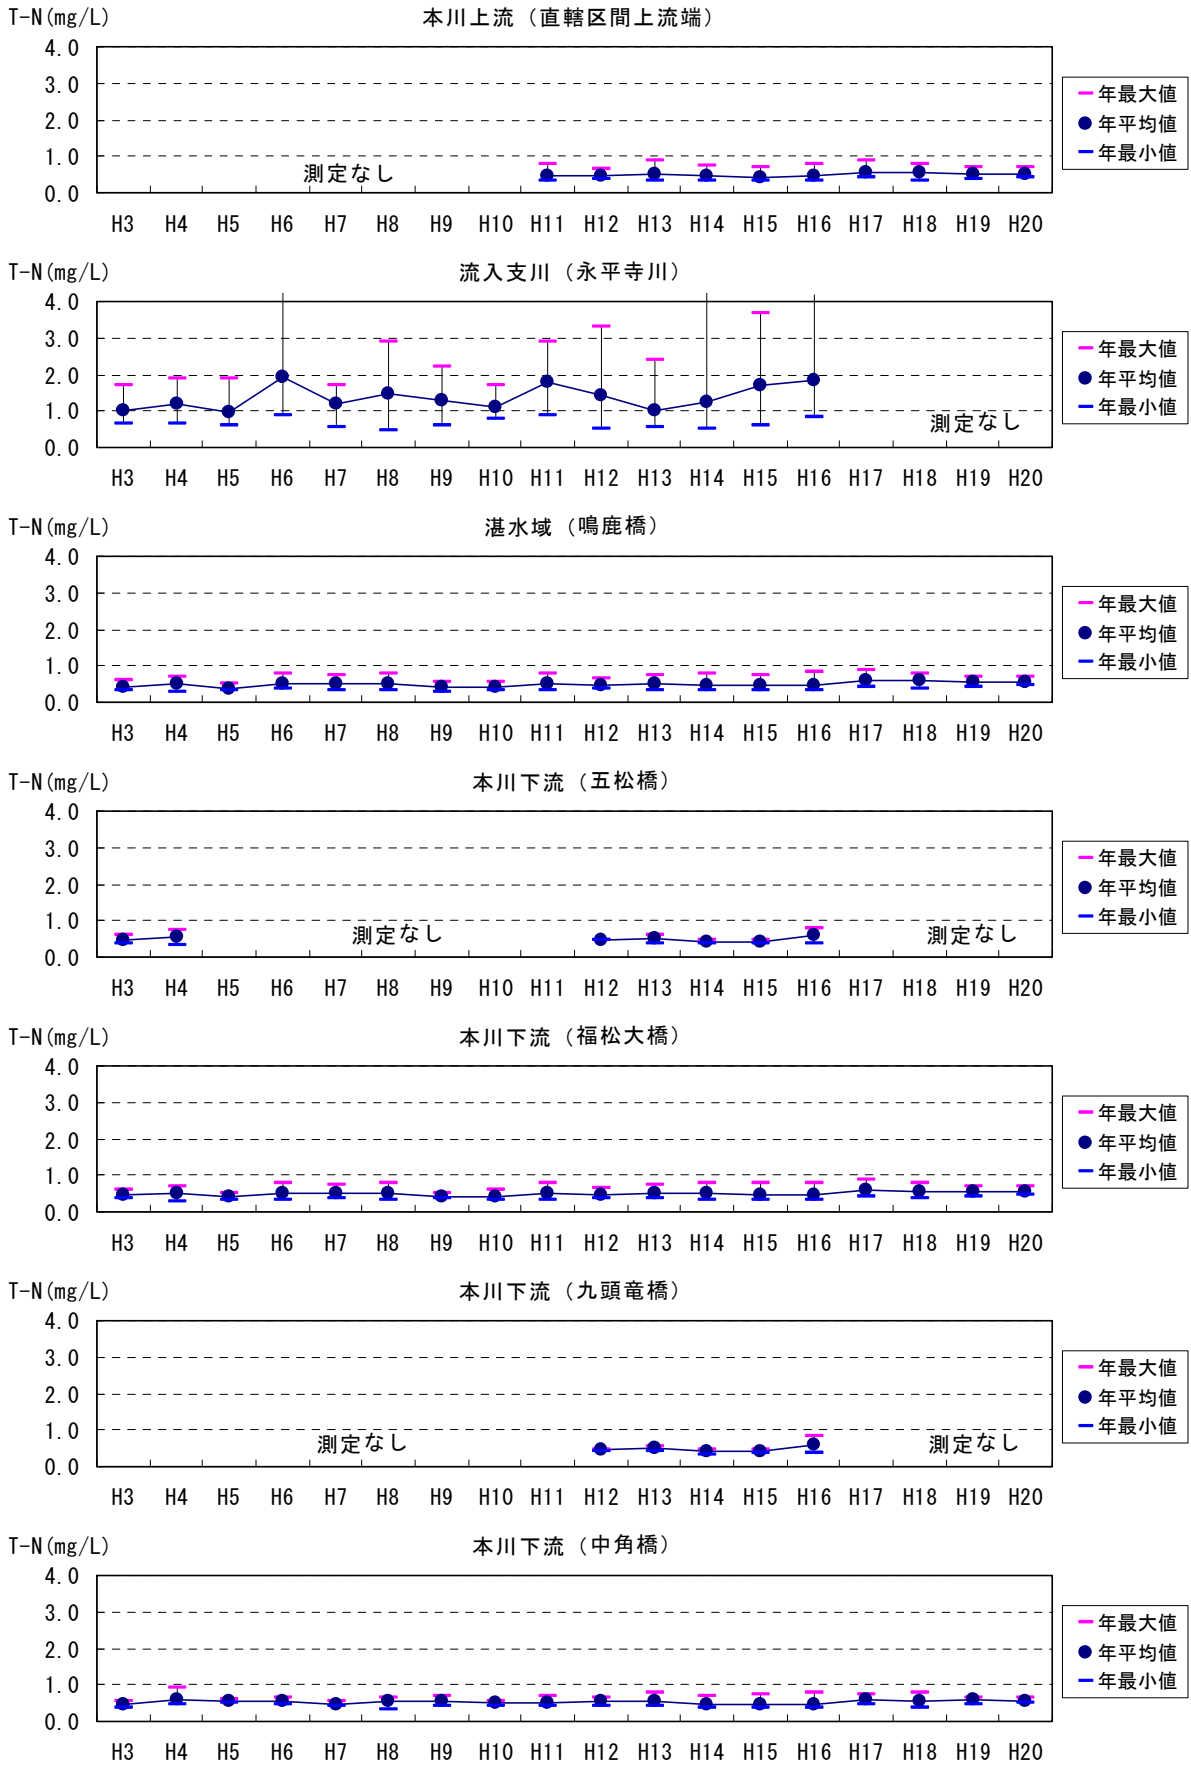 T-N(mg/L) 本川上流（直轄区間上流端）
4.0
3.0
2.0
1.0
0.0
測定なし
H3 H4 H5 H6 H7 H8 H9 H10 H11 H12 H13 H14 H15 H16 H17 H18 H19 H20
年最大値
年平均値
年最小値
T-N(mg/L) 流入支川（永平寺川）
4.0
3.0
2.0
1.0
0.0
測定なし
H3 H4 H5 H6 H7 H8 H9 H10 H11 H12 H13 H14 H15 H16 H17 H18 H19 H20
年最大値
年平均値
年最小値
T-N(mg/L) 湛水域（鳴鹿橋）
4.0
3.0
2.0
1.0
0.0
H3 H4 H5 H6 H7 H8 H9 H10 H11 H12 H13 H14 H15 H16 H17 H18 H19 H20
年最大値
年平均値
年最小値
T-N(mg/L) 本川下流（五松橋）
4.0
3.0
2.0
1.0
0.0
測定なし 測定なし
H3 H4 H5 H6 H7 H8 H9 H10 H11 H12 H13 H14 H15 H16 H17 H18 H19 H20
年最大値
年平均値
年最小値
T-N(mg/L) 本川下流（福松大橋）
4.0
3.0
2.0
1.0
0.0
H3 H4 H5 H6 H7 H8 H9 H10 H11 H12 H13 H14 H15 H16 H17 H18 H19 H20
年最大値
年平均値
年最小値
T-N(mg/L) 本川下流（九頭竜橋）
4.0
3.0
2.0
1.0
0.0
測定なし 測定なし
H3 H4 H5 H6 H7 H8 H9 H10 H11 H12 H13 H14 H15 H16 H17 H18 H19 H20
年最大値
年平均値
年最小値
T-N(mg/L) 本川下流（中角橋）
4.0
3.0
2.0
1.0
0.0
H3 H4 H5 H6 H7 H8 H9 H10 H11 H12 H13 H14 H15 H16 H17 H18 H19 H20
年最大値
年平均値
年最小値